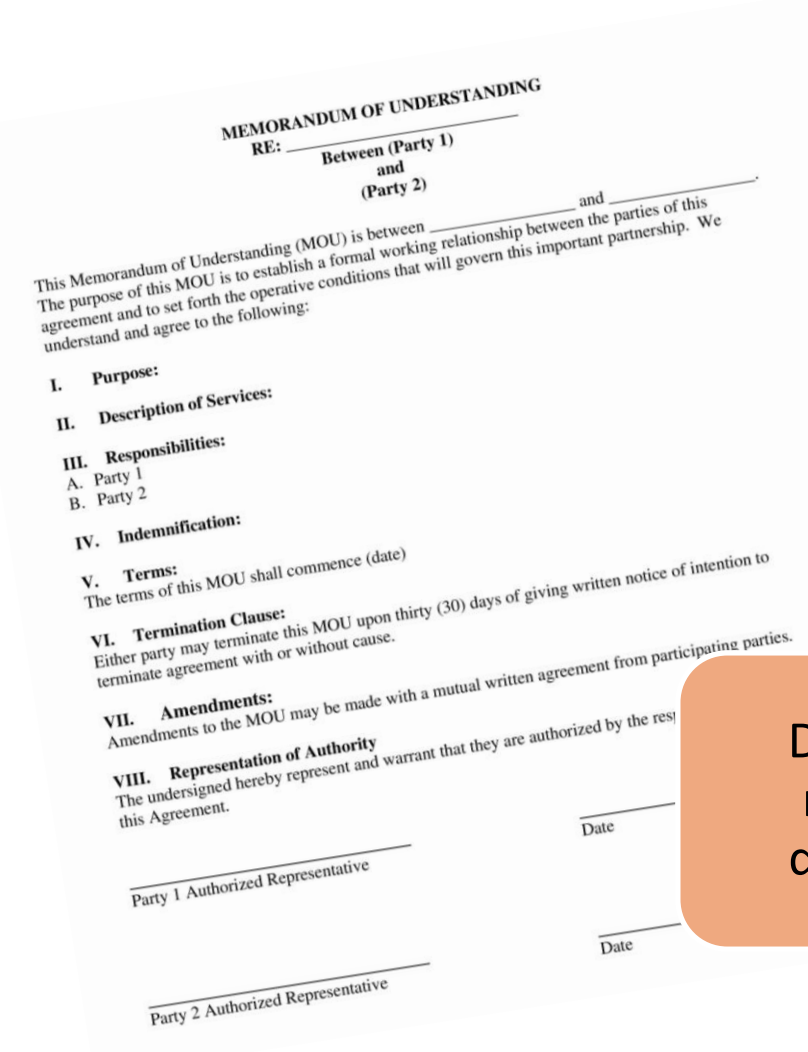 MEMORANDUM OF UNDERSTANDING
RE: ____________________
Between (Party 1)
and
(Party 2)
This Memorandum of Understanding (MOU) is between ____________ and ____________.
The purpose of this MOU is to establish a formal working relationship between the parties of this
agreement and to set forth the operative conditions that will govern this important partnership. We
understand and agree to the following:
I. Purpose:
II. Description of Services:
III. Responsibilities:
A. Party 1
B. Party 2
IV. Indemnification:
V. Terms:
The terms of this MOU shall commence (date)
VI. Termination Clause:
Either party may terminate this MOU upon thirty (30) days of giving written notice of intention to
terminate agreement with or without cause.
VII. Amendments:
Amendments to the MOU may be made with a mutual written agreement from participating parties.
VIII. Representation of Authority
The undersigned hereby represent and warrant that they are authorized by the
this Agreement.
Date
Party 1 Authorized Representative
Date
Party 2 Authorized Representative